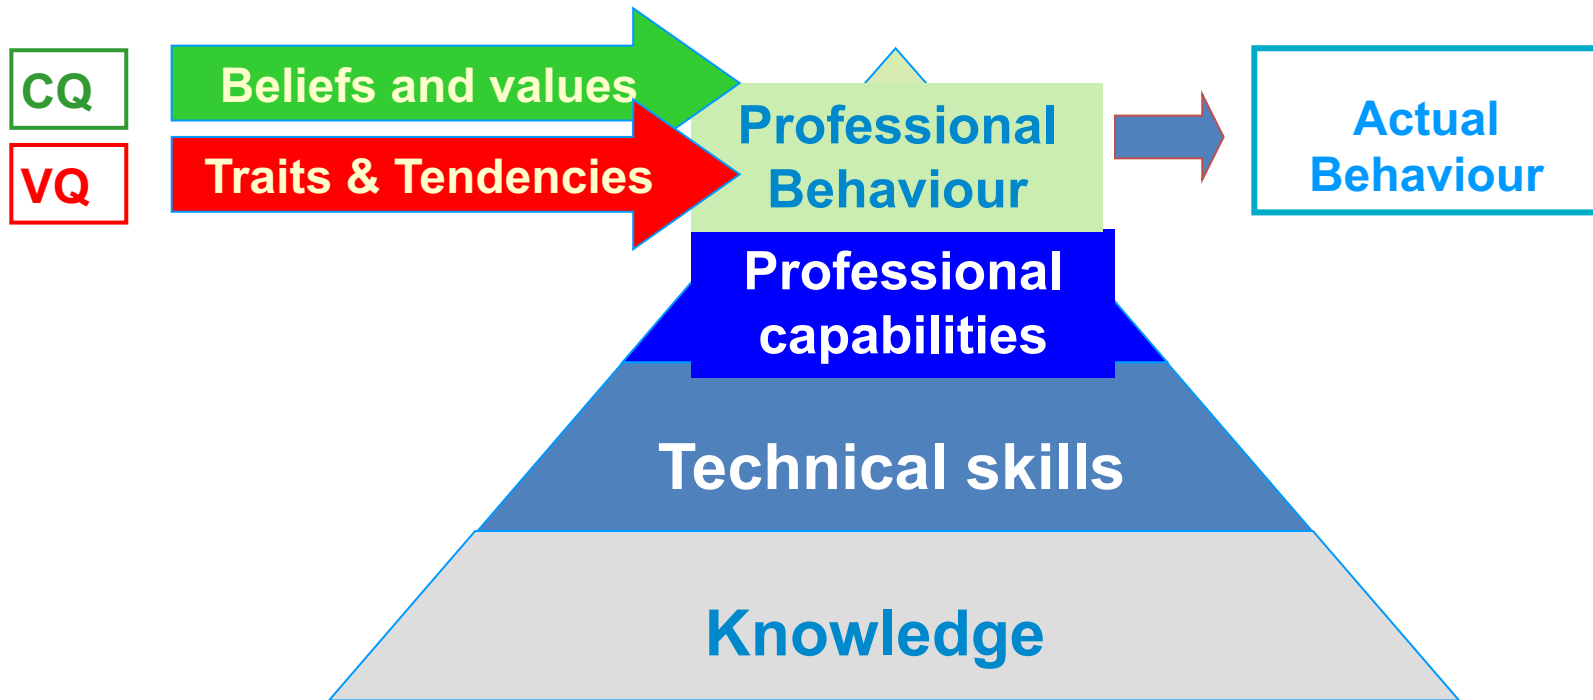 CQ
Beliefs and values
VQ
Traits & Tendencies
Professional
Behaviour
Actual
Behaviour
Professional
capabilities
Technical skills
Knowledge